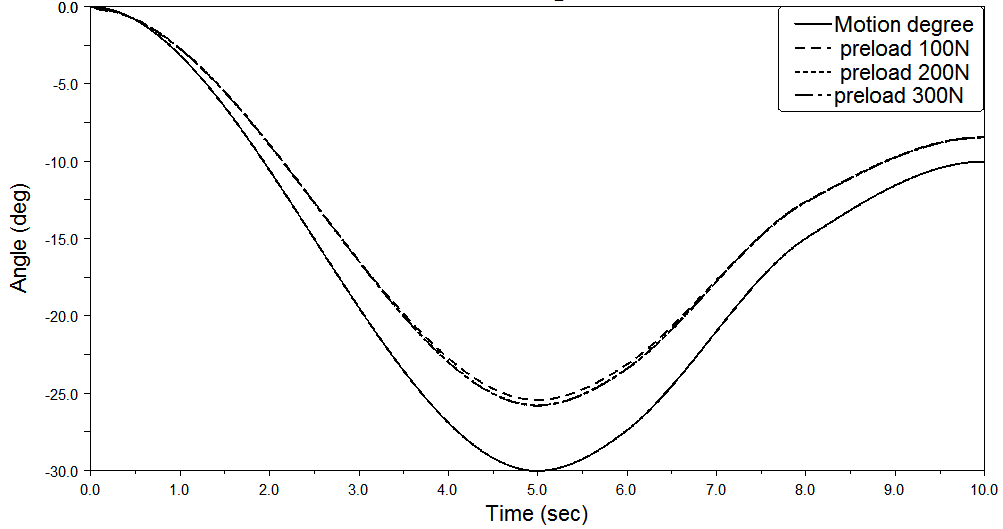 0.0
-5.0
-10.0
-15.0
-20.0
-25.0
-30.0
Angle (deg)
Motion degree
preload 100N
preload 200N
preload 300N
0.0 1.0 2.0 3.0 4.0 5.0 6.0 7.0 8.0 9.0 10.0
Time (sec)